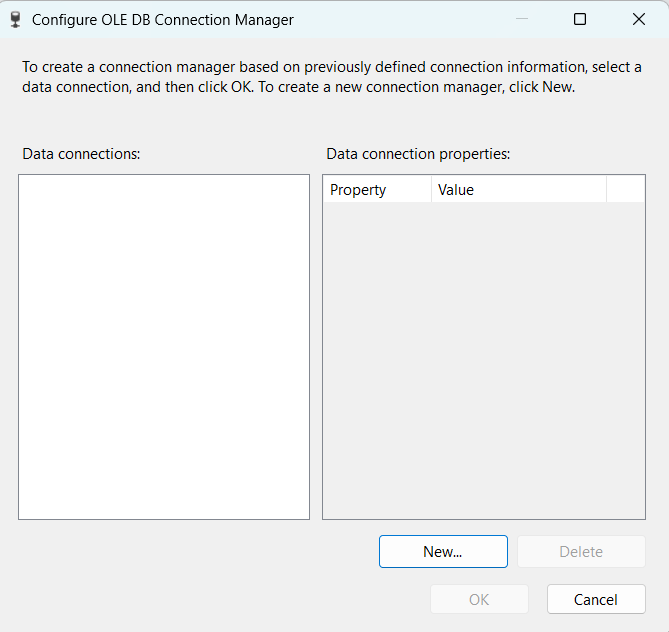 Configure OLE DB Connection Manager
To create a connection manager based on previously defined connection information, select a
data connection, and then click OK. To create a new connection manager, click New.
Data connections:
Data connection properties:
Property Value
New... Delete
OK Cancel